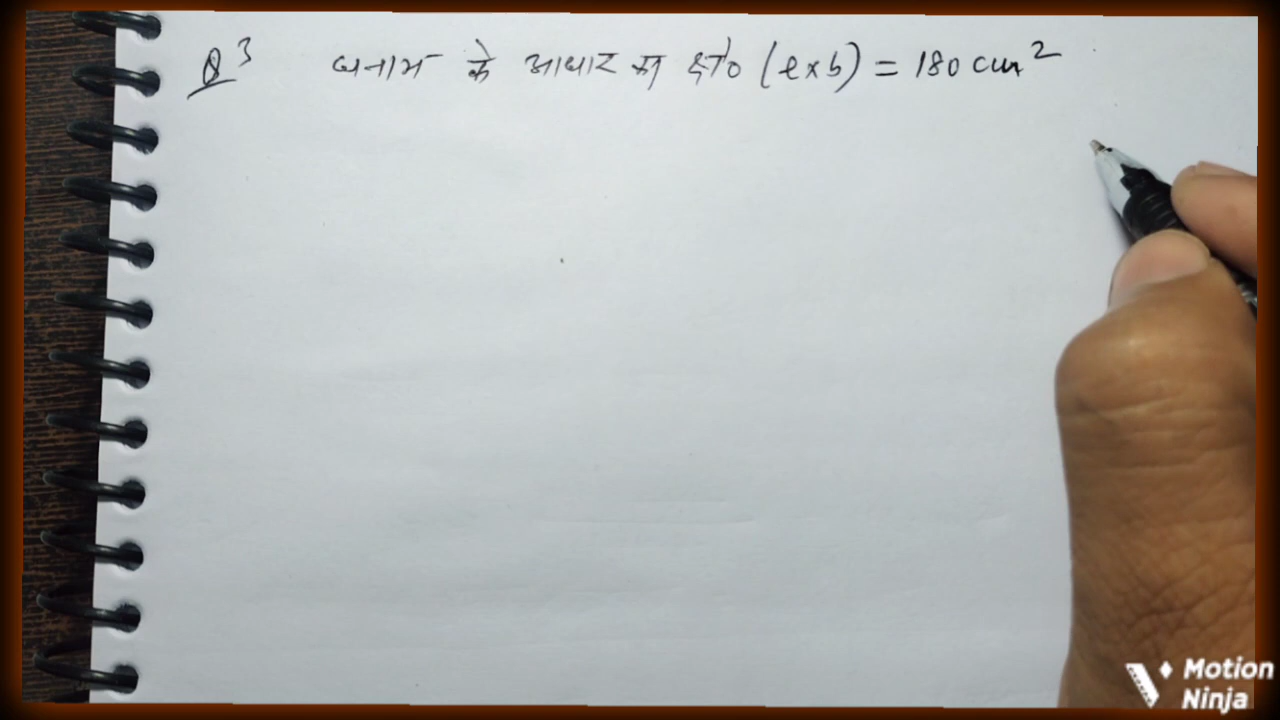 Q3 घनाभ के आधार का क्षे० (l×b) = 180 cm²
Motion
Ninja